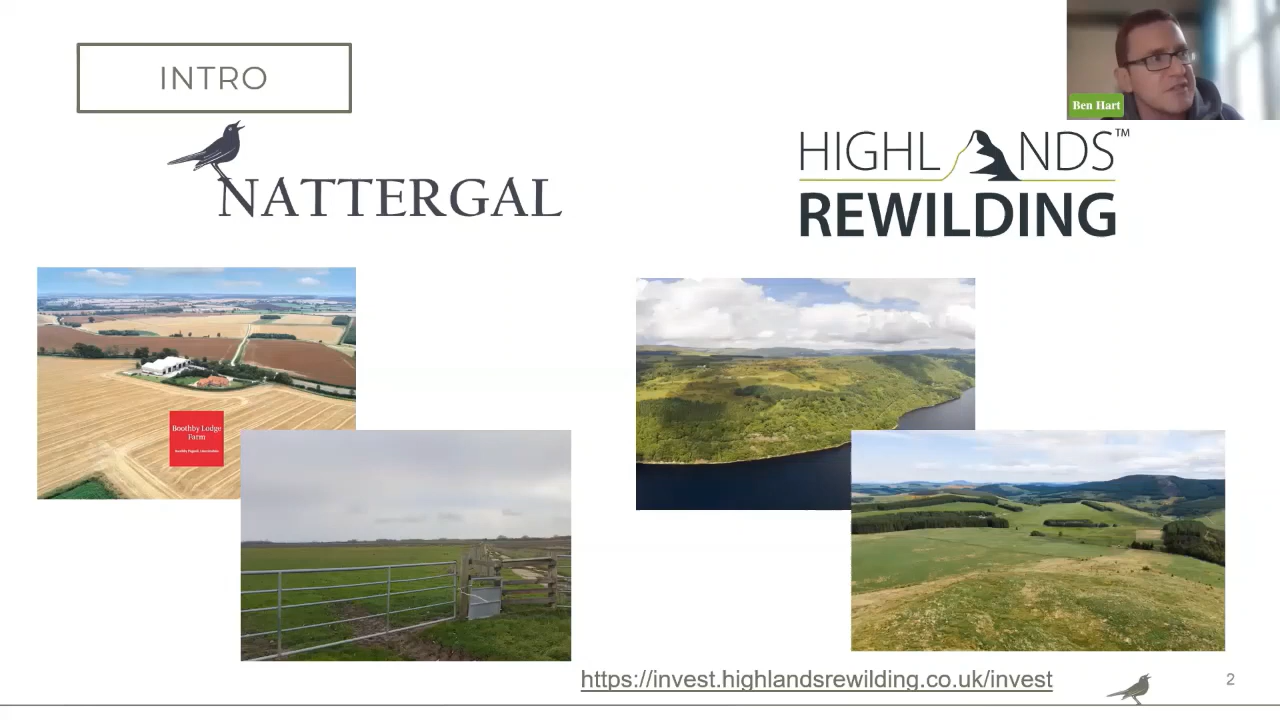 INTRO
Ben Hart
NATTERGAL
HIGHLANDS™
REWILDING
Boothby Lodge
Farm
https://invest.highlandsrewilding.co.uk/invest
2